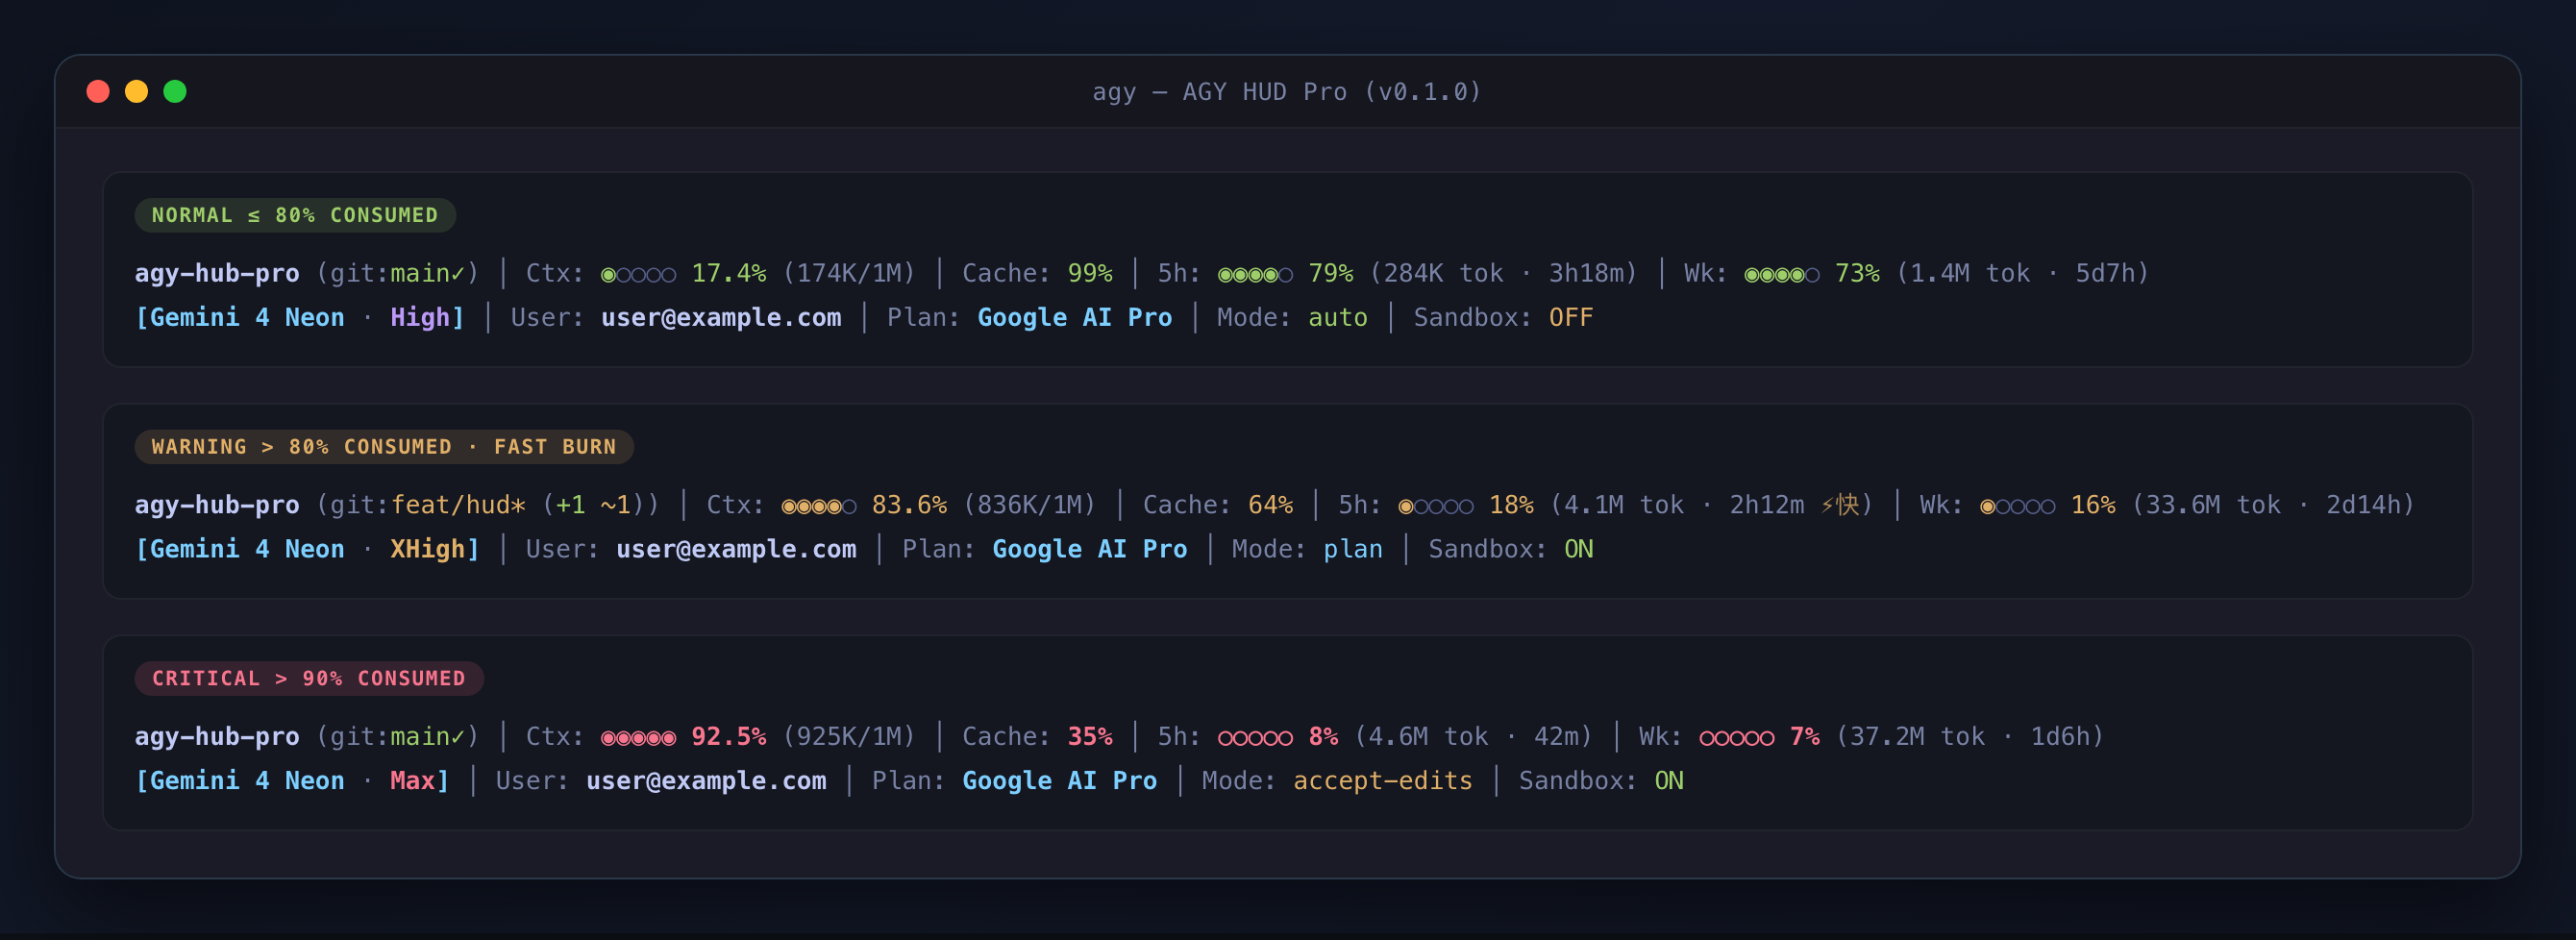 agy — AGY HUD Pro (v0.1.0)
NORMAL ≤ 80% CONSUMED
agy-hub-pro (git:main✓) │ Ctx: ◉○○○○ 17.4% (174K/1M) │ Cache: 99% │ 5h: ◉◉◉◉○ 79% (284K tok · 3h18m) │ Wk: ◉◉◉◉○ 73% (1.4M tok · 5d7h)
[Gemini 4 Neon · High] │ User: user@example.com │ Plan: Google AI Pro │ Mode: auto │ Sandbox: OFF
WARNING > 80% CONSUMED · FAST BURN
agy-hub-pro (git:feat/hud* (+1 ~1)) │ Ctx: ◉◉◉◉○ 83.6% (836K/1M) │ Cache: 64% │ 5h: ◉○○○○ 18% (4.1M tok · 2h12m ⚡快) │ Wk: ◉○○○○ 16% (33.6M tok · 2d14h)
[Gemini 4 Neon · XHigh] │ User: user@example.com │ Plan: Google AI Pro │ Mode: plan │ Sandbox: ON
CRITICAL > 90% CONSUMED
agy-hub-pro (git:main✓) │ Ctx: ◉◉◉◉◉ 92.5% (925K/1M) │ Cache: 35% │ 5h: ○○○○○ 8% (4.6M tok · 42m) │ Wk: ○○○○○ 7% (37.2M tok · 1d6h)
[Gemini 4 Neon · Max] │ User: user@example.com │ Plan: Google AI Pro │ Mode: accept-edits │ Sandbox: ON